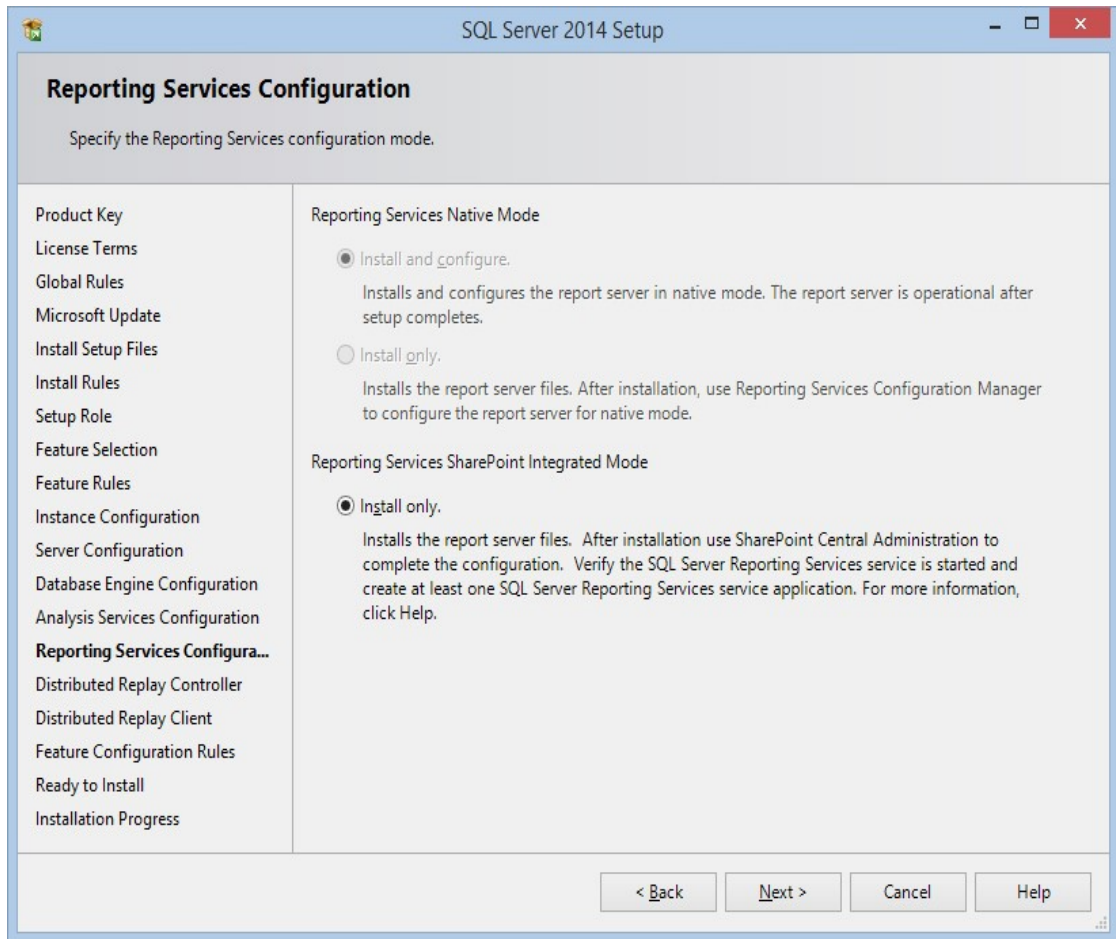 SQL Server 2014 Setup
Reporting Services Configuration
Specify the Reporting Services configuration mode.
Product Key
License Terms
Global Rules
Microsoft Update
Install Setup Files
Install Rules
Setup Role
Feature Selection
Feature Rules
Instance Configuration
Server Configuration
Database Engine Configuration
Analysis Services Configuration
Reporting Services Configura...
Distributed Replay Controller
Distributed Replay Client
Feature Configuration Rules
Ready to Install
Installation Progress
Reporting Services Native Mode
Install and configure.
Installs and configures the report server in native mode. The report server is operational after
setup completes.
Install only.
Installs the report server files. After installation, use Reporting Services Configuration Manager
to configure the report server for native mode.
Reporting Services SharePoint Integrated Mode
Install only.
Installs the report server files. After installation use SharePoint Central Administration to
complete the configuration. Verify the SQL Server Reporting Services service is started and
create at least one SQL Server Reporting Services service application. For more information,
click Help.
< Back
Next >
Cancel
Help